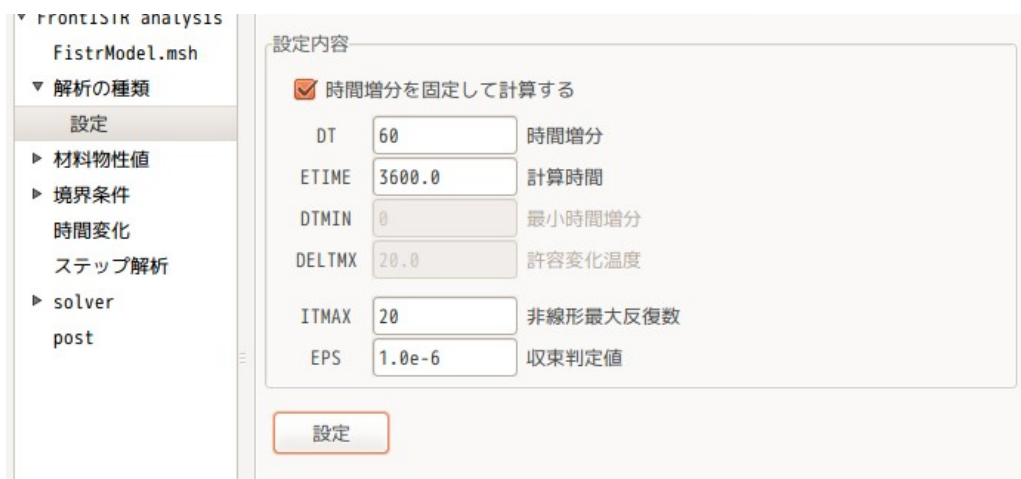 FrontISTR analysis
FistrModel.msh
解析の種類
設定
材料物性値
境界条件
時間変化
ステップ解析
solver
post
設定内容
時間増分を固定して計算する
DT 60 時間増分
ETIME 3600.0 計算時間
DTMIN 0 最小時間増分
DELTMX 20.0 許容変化温度
ITMAX 20 非線形最大反復数
EPS 1.0e-6 収束判定値
設定